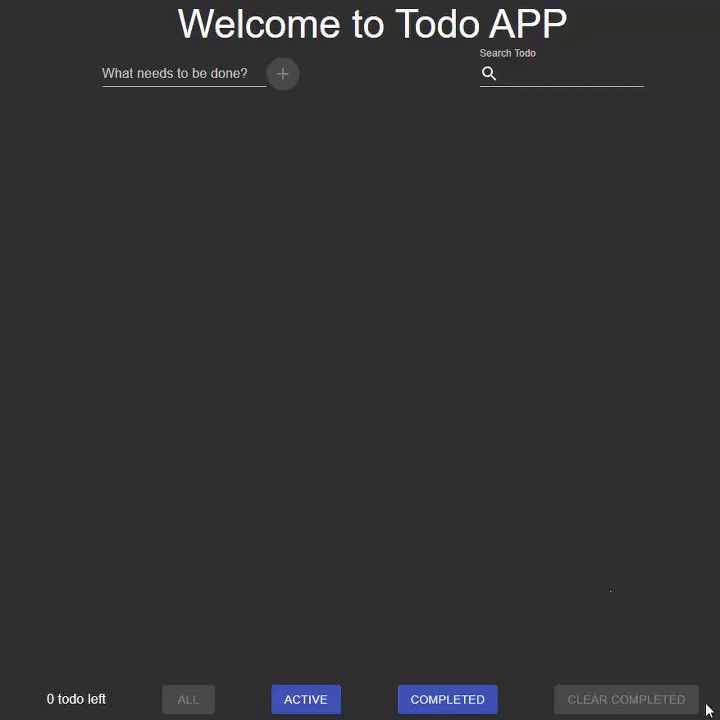 Welcome to Todo APP
Search Todo
What needs to be done?
0 todo left
ALL
ACTIVE
COMPLETED
CLEAR COMPLETED